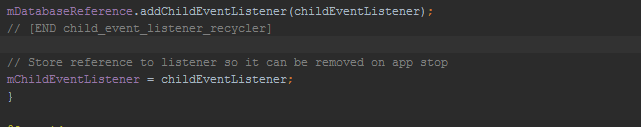 mDatabaseReference.addChildEventListener(childEventListener);
// [END child_event_listener_recycler]
// Store reference to listener so it can be removed on app stop
mChildEventListener = childEventListener;
}